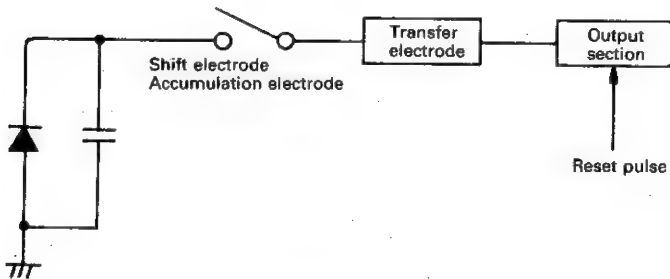 Shift electrode
Accumulation electrode
Transfer
electrode
Output
section
Reset pulse